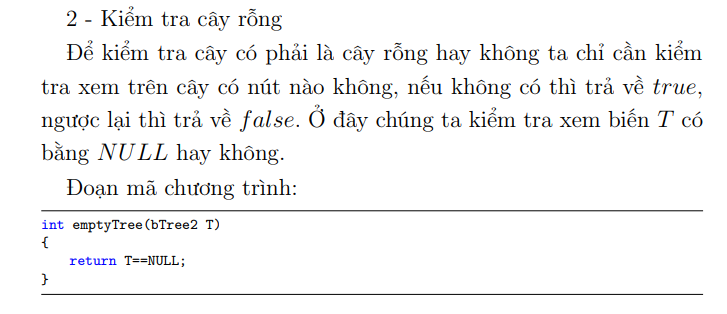 2 - Kiểm tra cây rỗng
Để kiểm tra cây có phải là cây rỗng hay không ta chỉ cần kiểm
tra xem trên cây có nút nào không, nếu không có thì trả về true,
ngược lại thì trả về false. Ở đây chúng ta kiểm tra xem biến T có
bằng NULL hay không.
Đoạn mã chương trình:
int emptyTree(bTree2 T)
{
return T==NULL;
}